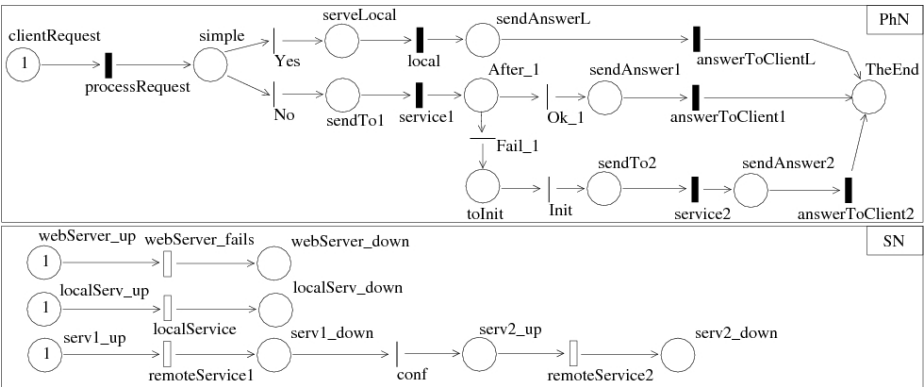 PhN
clientRequest
1
processRequest
simple
Yes
No
serveLocal
local
sendAnswerL
answerToClientL
TheEnd
sendTo1
service1
After_1
Ok_1
sendAnswer1
answerToClient1
Fail_1
toInit
Init
sendTo2
service2
sendAnswer2
answerToClient2
SN
webServer_up
1
webServer_fails
webServer_down
localServ_up
1
localService
localServ_down
serv1_up
1
remoteService1
serv1_down
conf
serv2_up
remoteService2
serv2_down